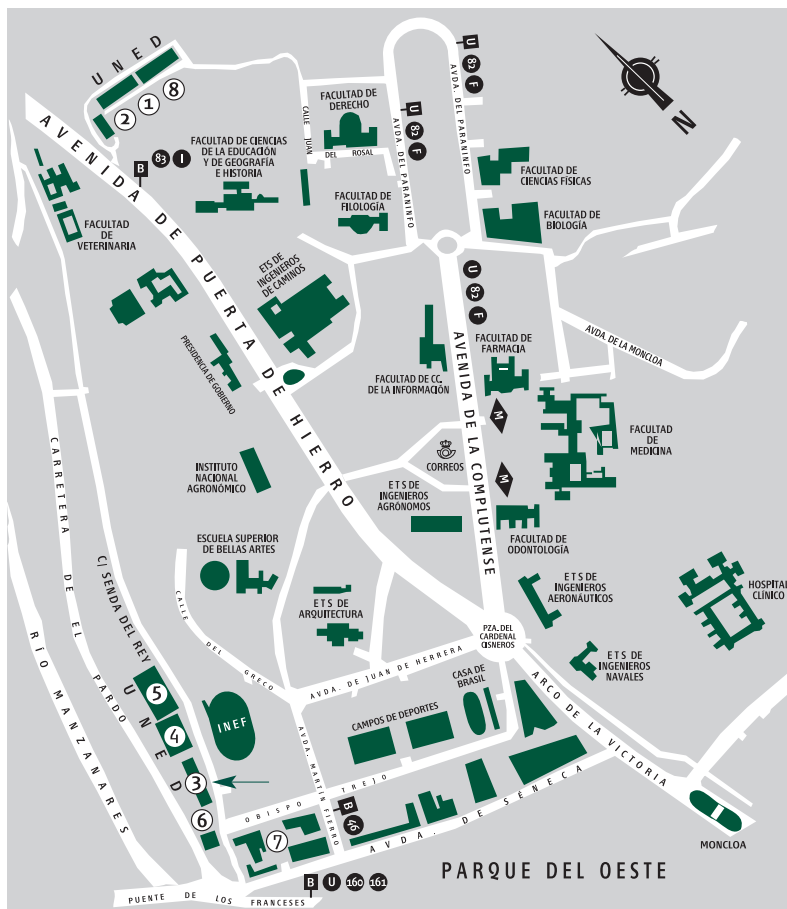 UNED
2
1
8
AVENIDA DE PUERTA DE HIERRO
B 83 I
FACULTAD DE CIENCIAS
DE LA EDUCACIÓN
Y DE GEOGRAFÍA
E HISTORIA
CALLE JUAN
DEL ROSAL
FACULTAD DE
DERECHO
FACULTAD DE
FILOLOGÍA
U 82 F
AVDA. DEL PARANINFO
U 82 F
AVDA. DEL PARANINFO
N
FACULTAD DE
CIENCIAS FÍSICAS
FACULTAD DE
BIOLOGÍA
FACULTAD
DE
VETERINARIA
ETS DE
INGENIEROS
DE CAMINOS
PRESIDENCIA DE GOBIERNO
U 82 F
AVENIDA DE LA COMPLUTENSE
FACULTAD DE CC.
DE LA INFORMACIÓN
FACULTAD DE
FARMACIA
AVDA. DE LA MONCLOA
M
FACULTAD
DE
MEDICINA
CORREOS
M
INSTITUTO
NACIONAL
AGRONÓMICO
ETS DE
INGENIEROS
AGRÓNOMOS
FACULTAD DE
ODONTOLOGÍA
CARRETERA DE EL PARDO
ESCUELA SUPERIOR
DE BELLAS ARTES
ETS DE
INGENIEROS
AERONÁUTICOS
HOSPITAL
CLÍNICO
C/ SENDA DEL REY
CALLE DEL GRECO
ETS DE
ARQUITECTURA
PZA. DEL
CARDENAL
CISNEROS
ETS DE
INGENIEROS
NAVALES
RÍO MANZANARES
UNED
5
4
3
6
INEF
AVDA. DE JUAN DE HERRERA
CASA DE
BRASIL
CAMPOS DE DEPORTES
ARCO DE LA VICTORIA
AVDA. MARTÍN FIERRO
OBISPO TREJO
B 46
7
AVDA. DE SÉNECA
MONCLOA
PARQUE DEL OESTE
B U 160 161
PUENTE DE LOS FRANCESES